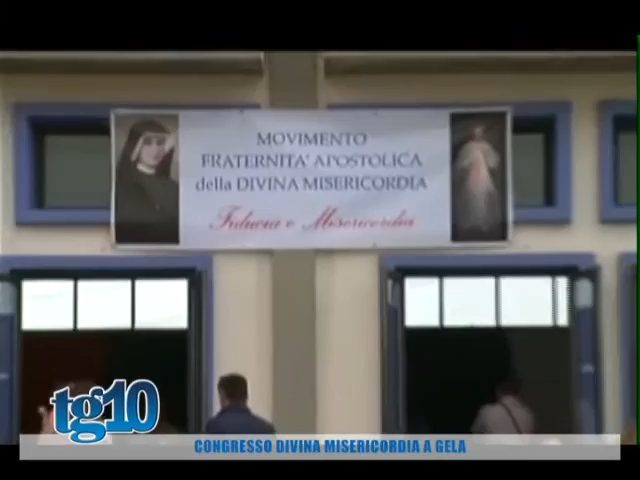 MOVIMENTO
FRATERNITA' APOSTOLICA
della DIVINA MISERICORDIA
Fiducia e Misericordia
tg10
CONGRESSO DIVINA MISERICORDIA A GELA